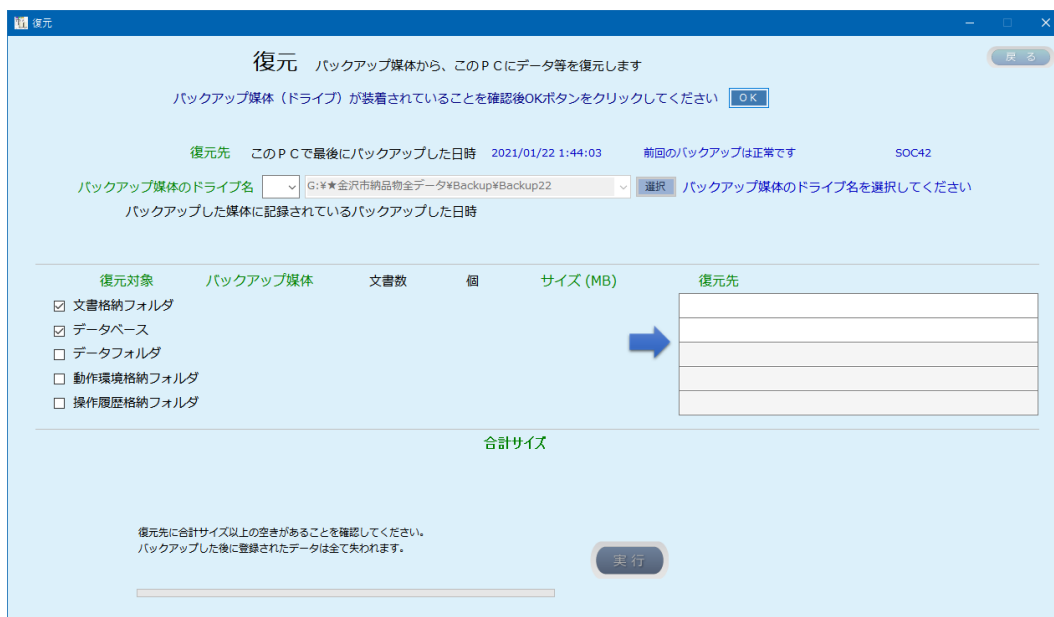 復元
戻 る
復元 バックアップ媒体から、このPCにデータ等を復元します
バックアップ媒体(ドライブ)が装着されていることを確認後OKボタンをクリックしてください OK
復元先 このPCで最後にバックアップした日時 2021/01/22 1:44:03 前回のバックアップは正常です SOC42
バックアップ媒体のドライブ名 G:¥★金沢市納品物全データ¥Backup¥Backup22 選択 バックアップ媒体のドライブ名を選択してください
バックアップした媒体に記録されているバックアップした日時
復元対象 バックアップ媒体 文書数 個 サイズ (MB) 復元先
文書格納フォルダ
データベース
データフォルダ
動作環境格納フォルダ
操作履歴格納フォルダ
合計サイズ
復元先に合計サイズ以上の空きがあることを確認してください。
バックアップした後に登録されたデータは全て失われます。
実 行